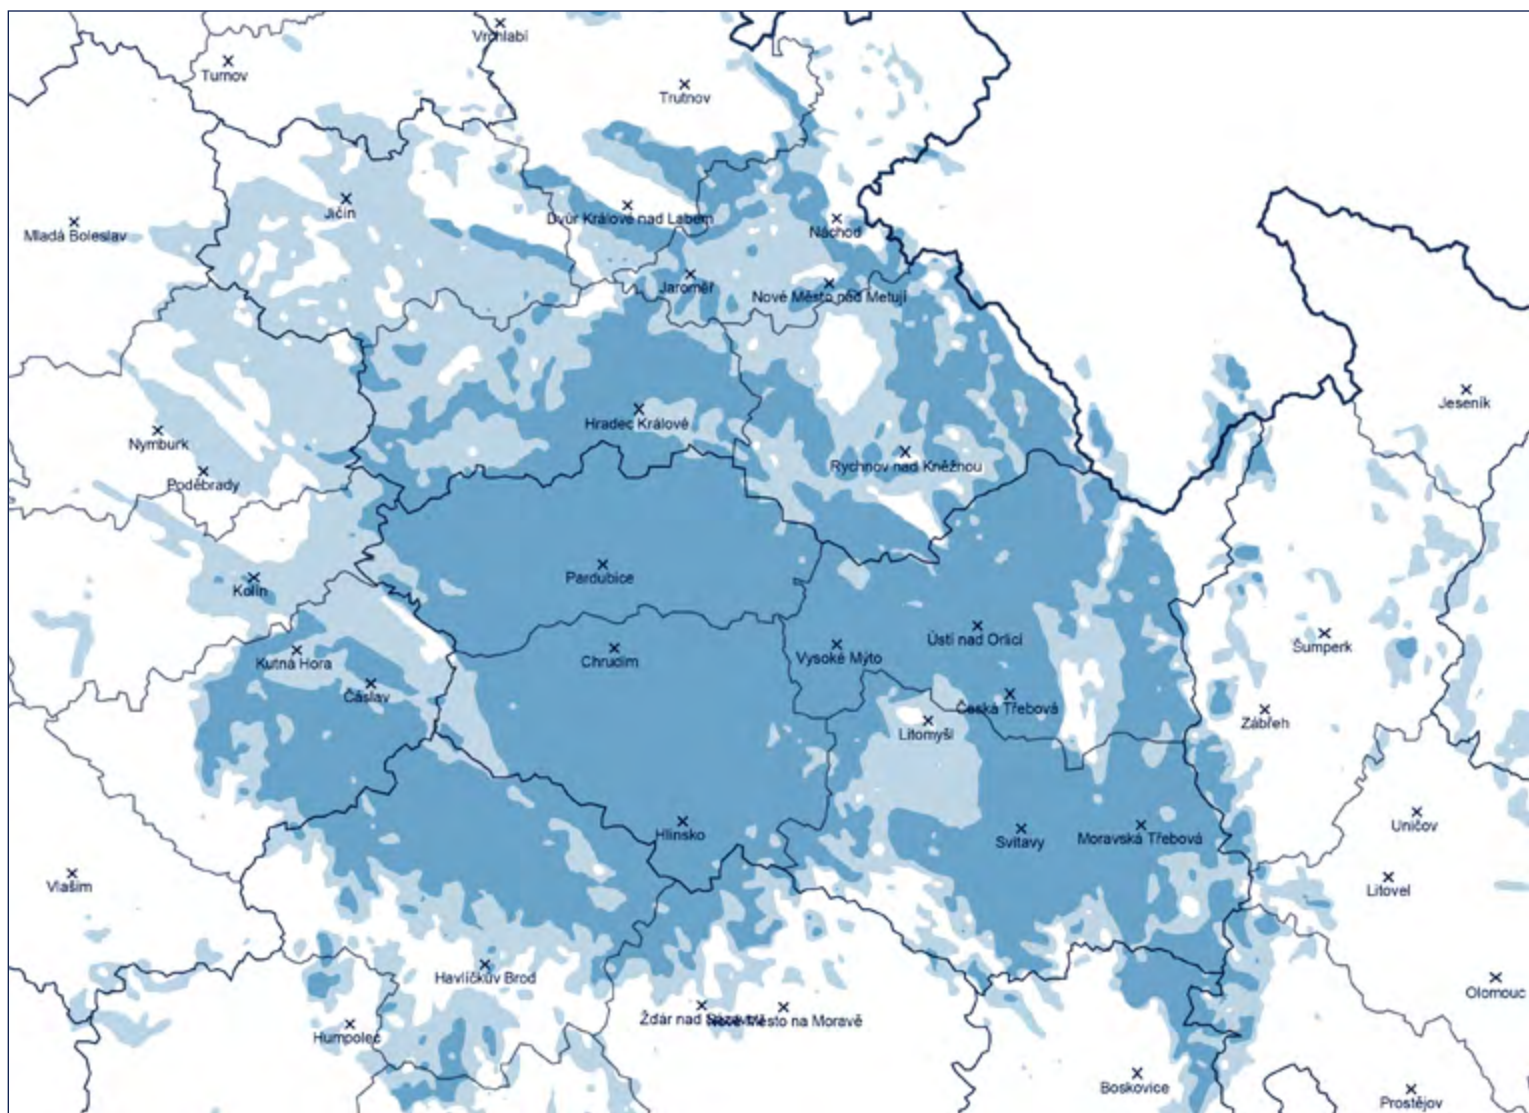 Vrchlabí
Turnov
Trutnov
Jičín
Dvůr Králové nad Labem
Mladá Boleslav
Náchod
Jaroměř
Nové Město nad Metují
Jeseník
Hradec Králové
Nymburk
Rychnov nad Kněžnou
Poděbrady
Pardubice
Kolín
Ústí nad Orlicí
Šumperk
Vysoké Mýto
Chrudim
Kutná Hora
Čáslav
Česká Třebová
Zábřeh
Litomyšl
Uničov
Hlinsko
Svitavy
Moravská Třebová
Vlašim
Litovel
Havlíčkův Brod
Olomouc
Žďár nad Sázavou
Nové Město na Moravě
Humpolec
Boskovice
Prostějov